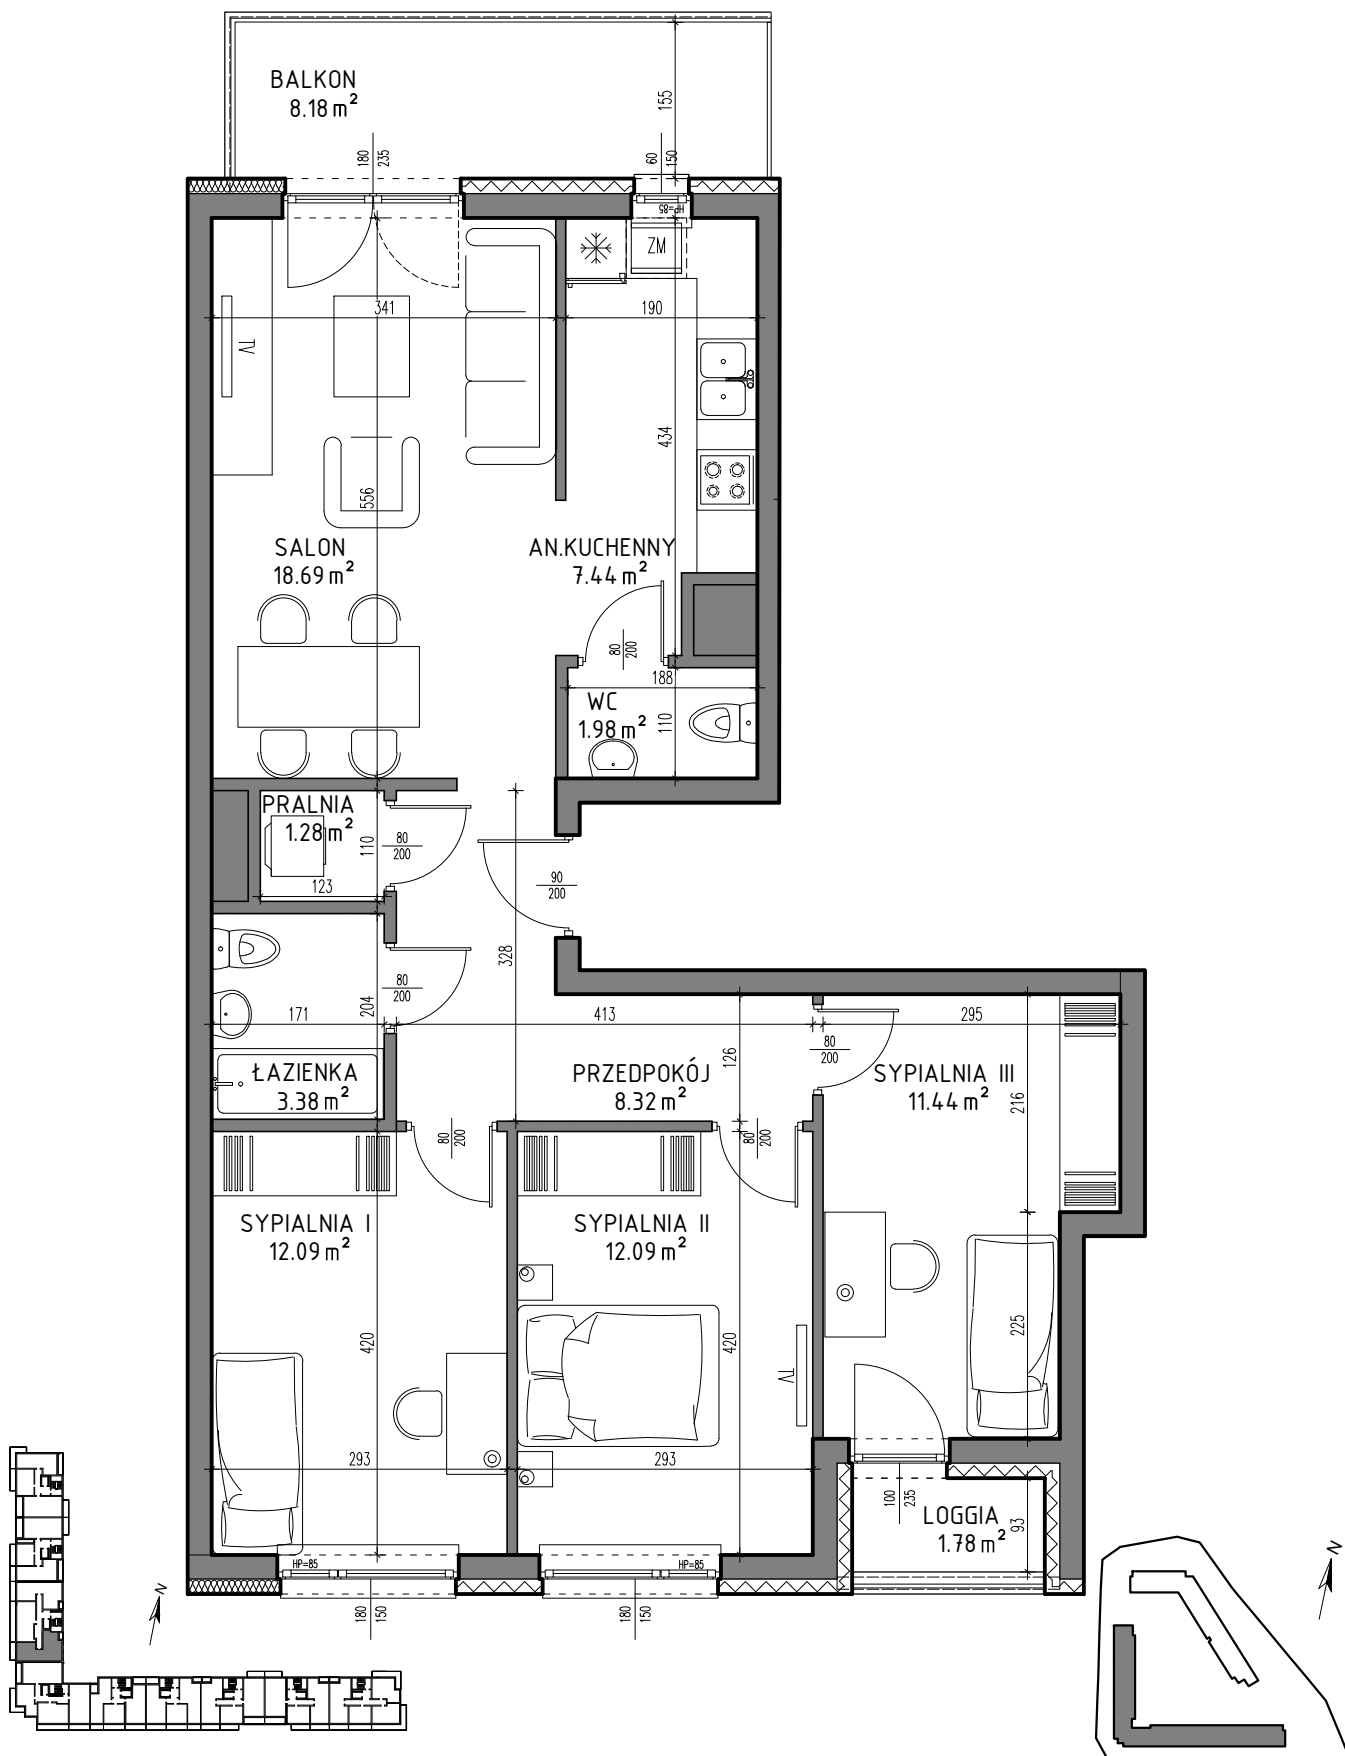 BALKON
8.18 m²
155
180
235
60
150
HP=85
ZM
341
190
TV
434
556
SALON
18.69 m²
AN.KUCHENNY
7.44 m²
80
200
188
WC
1.98 m²
110
PRALNIA
1.28 m²
110
80
200
123
90
200
328
80
200
204
171
413
295
80
200
126
ŁAZIENKA
3.38 m²
PRZEDPOKÓJ
8.32 m²
SYPIALNIA III
11.44 m²
216
80
200
80
200
SYPIALNIA I
12.09 m²
SYPIALNIA II
12.09 m²
420
420
225
TV
293
293
100
235
LOGGIA
1.78 m²
93
HP=85
HP=85
180
150
180
150
N
N